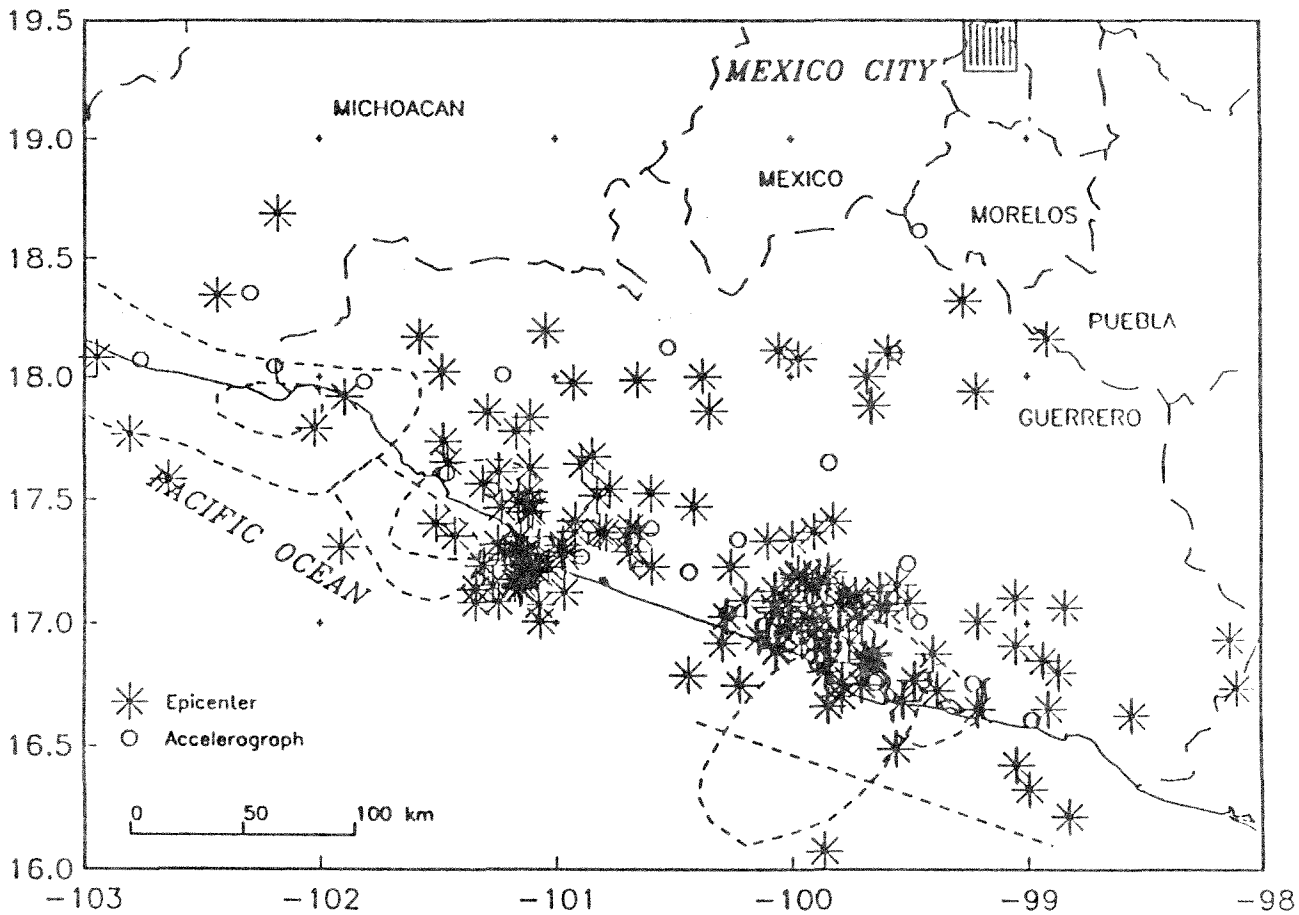 19.5
MEXICO CITY
MICHOACAN
19.0
MEXICO
MORELOS
18.5
PUEBLA
18.0
GUERRERO
17.5
PACIFIC OCEAN
17.0
Epicenter
Accelerograph
16.5
0 50 100 km
16.0
-103 -102 -101 -100 -99 -98